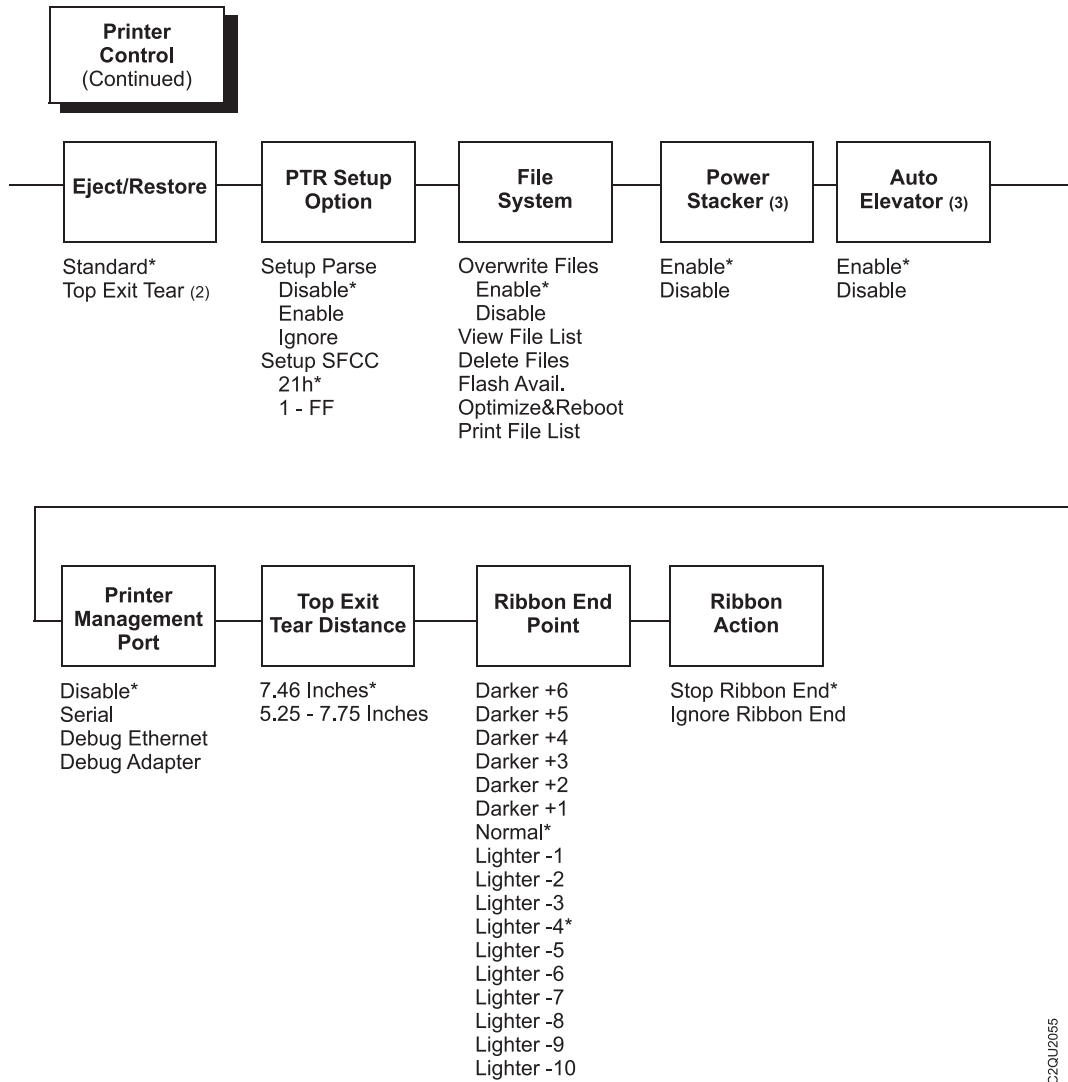 Printer
Control
(Continued)
Eject/Restore
Standard*
Top Exit Tear (2)
PTR Setup
Option
Setup Parse
Disable*
Enable
Ignore
Setup SFCC
21h*
1 - FF
File
System
Overwrite Files
Enable*
Disable
View File List
Delete Files
Flash Avail.
Optimize&Reboot
Print File List
Power
Stacker (3)
Enable*
Disable
Auto
Elevator (3)
Enable*
Disable
Printer
Management
Port
Disable*
Serial
Debug Ethernet
Debug Adapter
Top Exit
Tear Distance
7.46 Inches*
5.25 - 7.75 Inches
Ribbon End
Point
Darker +6
Darker +5
Darker +4
Darker +3
Darker +2
Darker +1
Normal*
Lighter -1
Lighter -2
Lighter -3
Lighter -4*
Lighter -5
Lighter -6
Lighter -7
Lighter -8
Lighter -9
Lighter -10
Ribbon
Action
Stop Ribbon End*
Ignore Ribbon End
C2QU2055